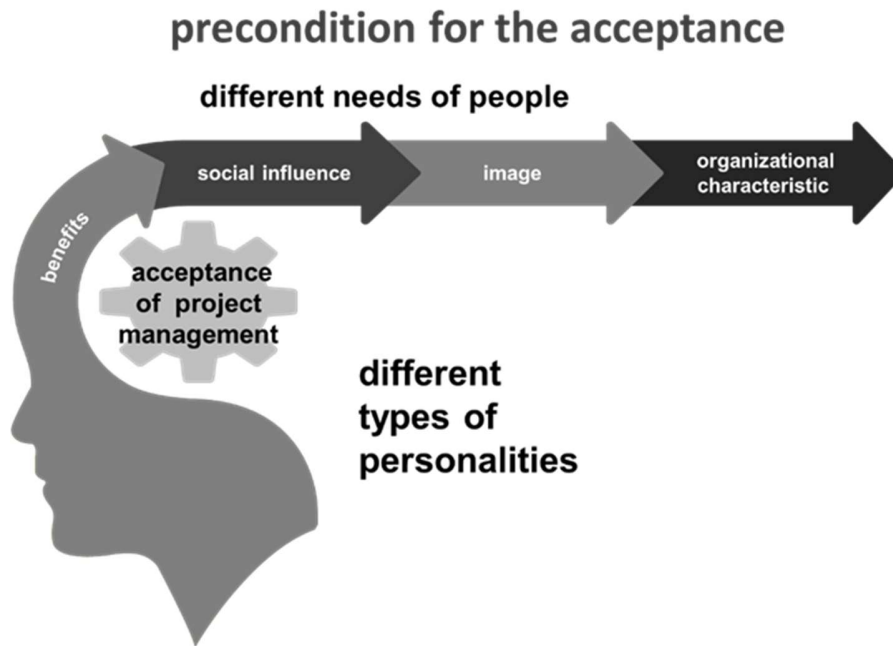 precondition for the acceptance
different needs of people
social influence
image
organizational
characteristic
benefits
acceptance
of project
management
different
types of
personalities